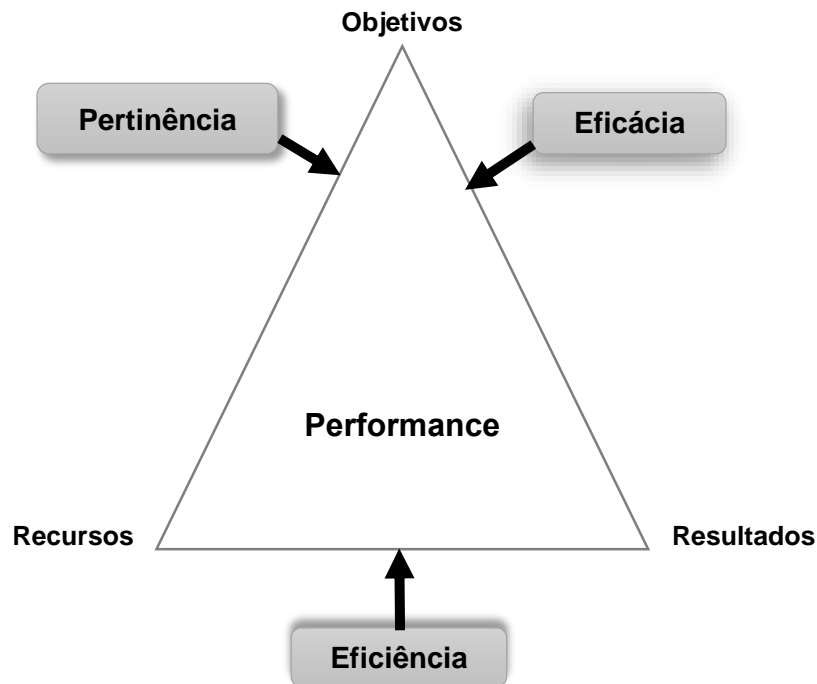 Objetivos
Pertinência
Eficácia
Performance
Recursos
Resultados
Eficiência